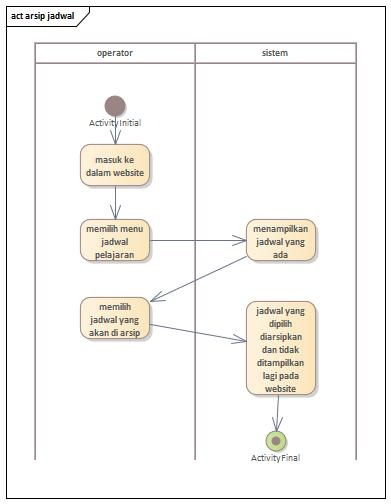 act arsip jadwal
operator
sistem
ActivityInitial
masuk ke
dalam website
memilih menu
jadwal
pelajaran
menampilkan
jadwal yang
ada
memilih
jadwal yang
akan di arsip
jadwal yang
dipilih
diarsipkan
dan tidak
ditampilkan
lagi pada
website
ActivityFinal